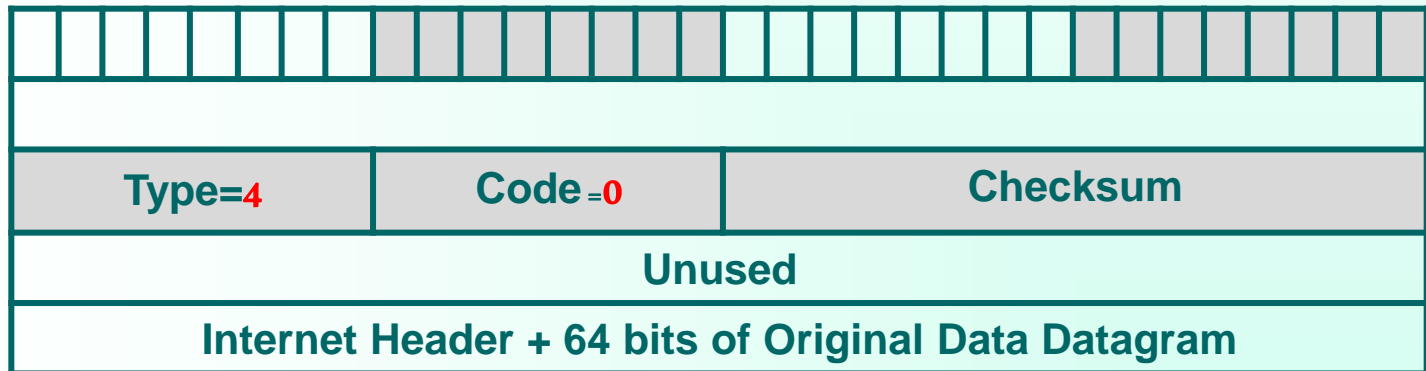 Type=4 Code =0 Checksum
Unused
Internet Header + 64 bits of Original Data Datagram